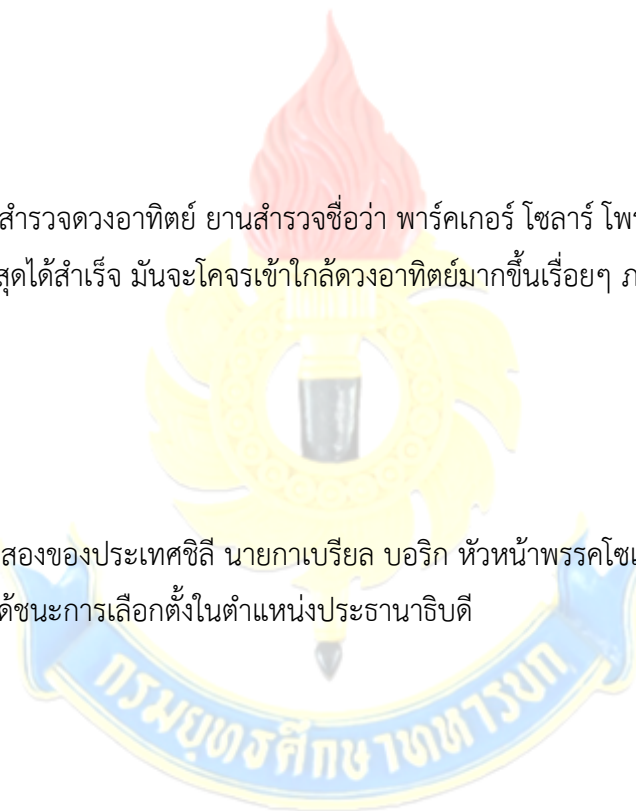 สำรวจดวงอาทิตย์ ยานสำรวจชื่อว่า พาร์คเกอร์ โซลาร์
สุดได้สำเร็จ มันจะโคจรเข้าใกล้ดวงอาทิตย์มากขึ้นเรื่อยๆ
สองของประเทศชิลี นายกาเบรียล บอริก หัวหน้าพรรค
ชนะการเลือกตั้งในตำแหน่งประธานาธิบดี
กรมยุทธศึกษาทหารบก